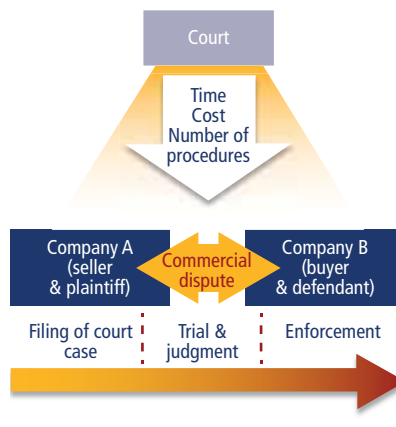 Court
Time
Cost
Number of
procedures
Company A
(seller
& plaintiff)
Commercial
dispute
Company B
(buyer
& defendant)
Filing of court
case
Trial &
judgment
Enforcement